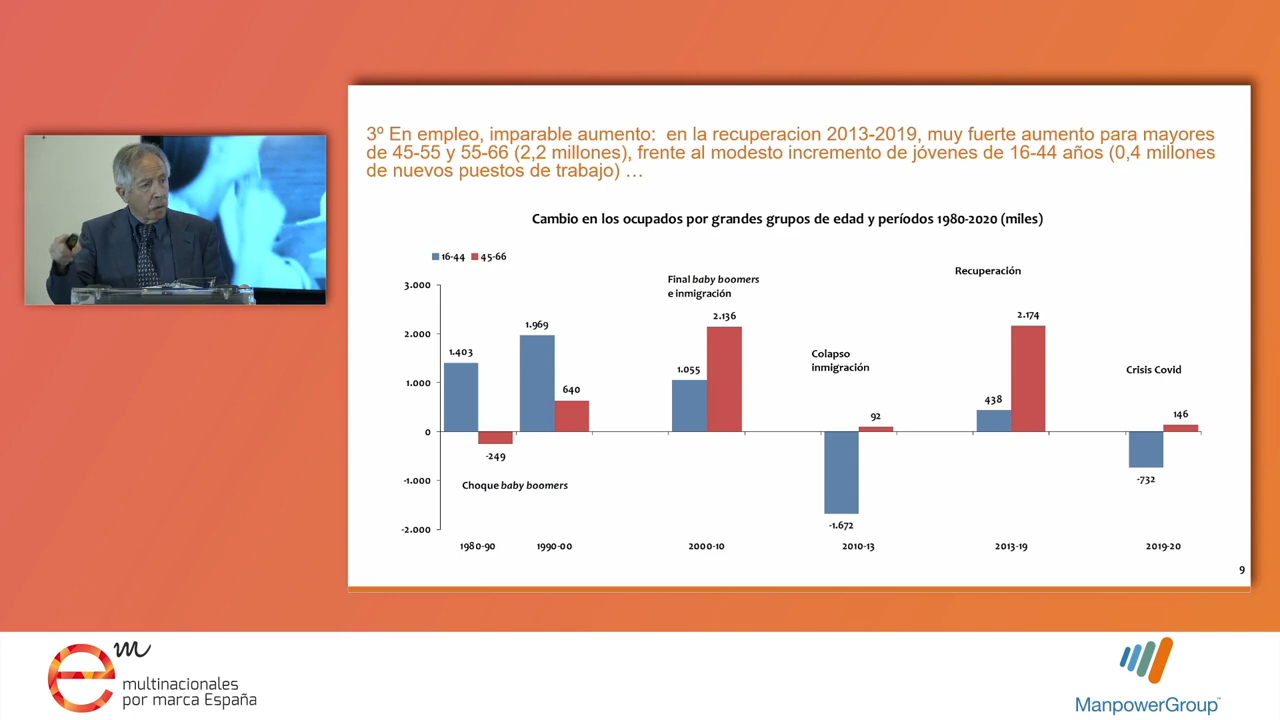 3º En empleo, imparable aumento: en la recuperacion 2013-2019, muy fuerte aumento para mayores
de 45-55 y 55-66 (2,2 millones), frente al modesto incremento de jóvenes de 16-44 años (0,4 millones
de nuevos puestos de trabajo) …
Cambio en los ocupados por grandes grupos de edad y períodos 1980-2020 (miles)
16-44 45-66
Final baby boomers
e inmigración
Recuperación
3.000
2.000
1.000
0
-1.000
-2.000
1.403
-249
1.969
640
1.055
2.136
Colapso
inmigración
-1.672
92
438
2.174
Crisis Covid
-732
146
Choque baby boomers
1980-90 1990-00 2000-10 2010-13 2013-19 2019-20
9
em
multinacionales
por marca España
ManpowerGroup™